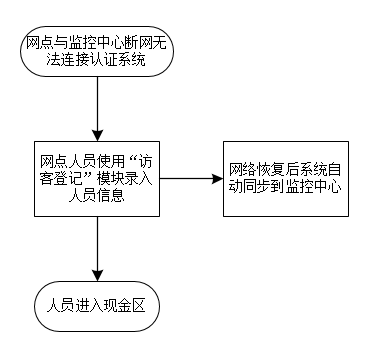 网点与监控中心断网无
法连接认证系统
网点人员使用“访
客登记”模块录入
人员信息
网络恢复后系统自
动同步到监控中心
人员进入现金区